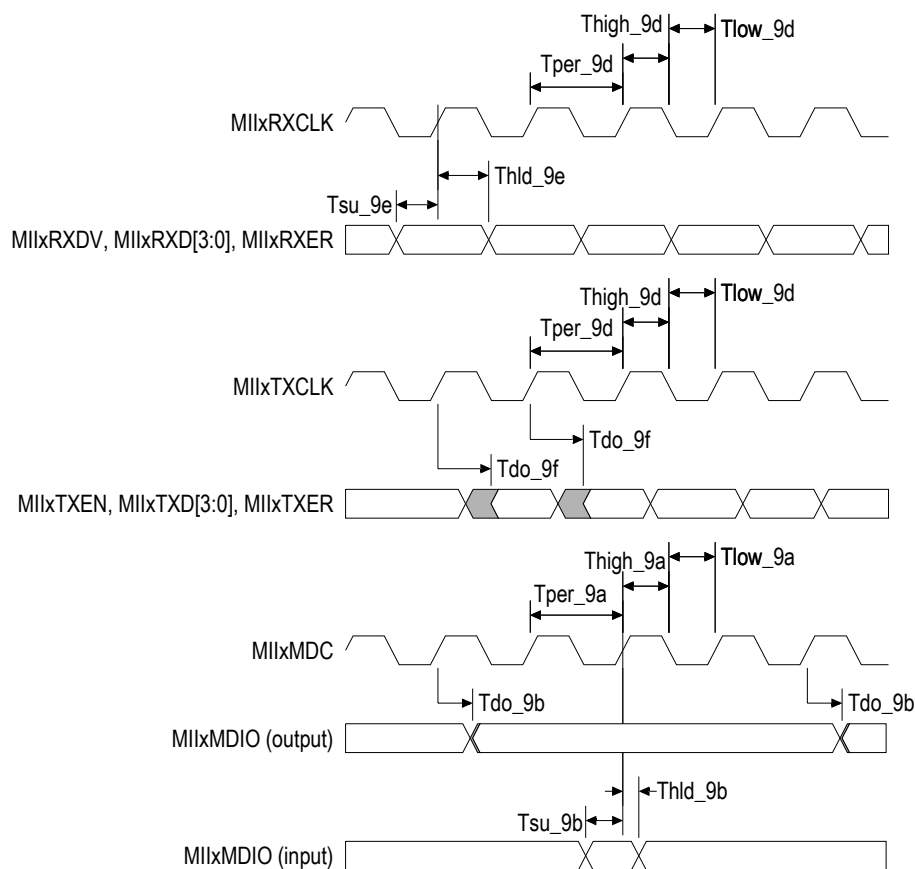 Thigh_9d Tlow_9d
Tper_9d
MIIxRXCLK
Thld_9e
Tsu_9e
MIIxRXDV, MIIxRXD[3:0], MIIxRXER
Thigh_9d Tlow_9d
Tper_9d
MIIxTXCLK
Tdo_9f
Tdo_9f
MIIxTXEN, MIIxTXD[3:0], MIIxTXER
Thigh_9a Tlow_9a
Tper_9a
MIIxMDC
Tdo_9b Tdo_9b
MIIxMDIO (output)
Thld_9b
Tsu_9b
MIIxMDIO (input)